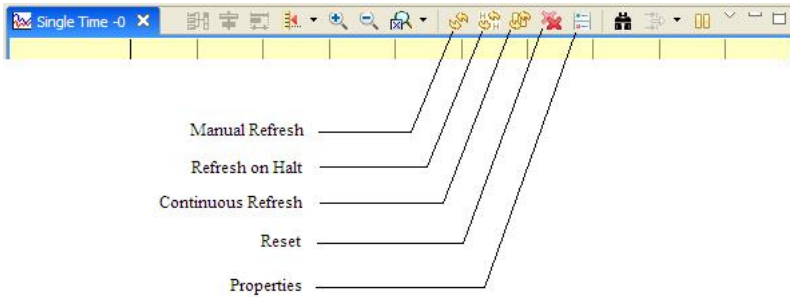 Single Time -0
Manual Refresh
Refresh on Halt
Continuous Refresh
Reset
Properties